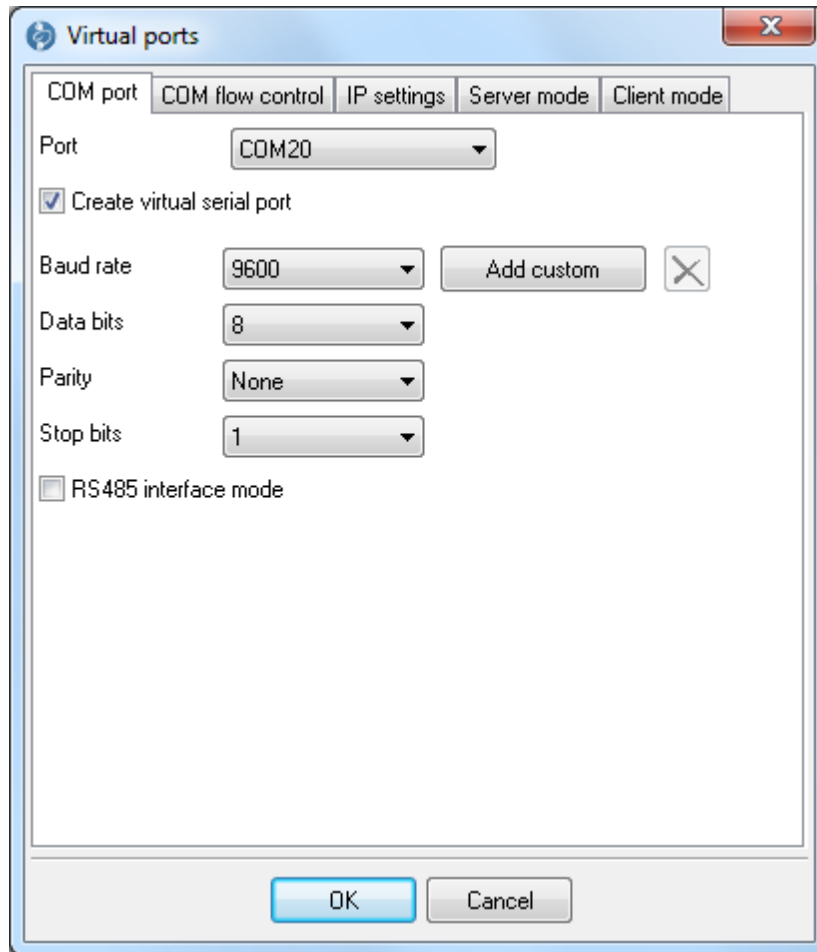 Virtual ports
COM port COM flow control IP settings Server mode Client mode
Port COM20
Create virtual serial port
Baud rate 9600 Add custom
Data bits 8
Parity None
Stop bits 1
RS485 interface mode
OK Cancel